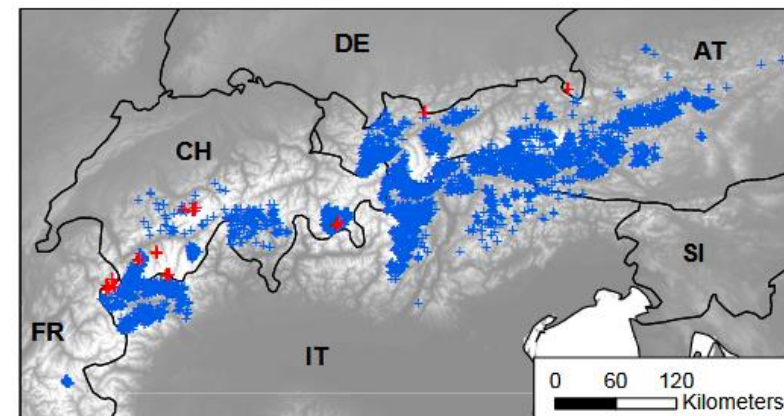 DE
AT
CH
SI
FR
IT
0 60 120
Kilometers